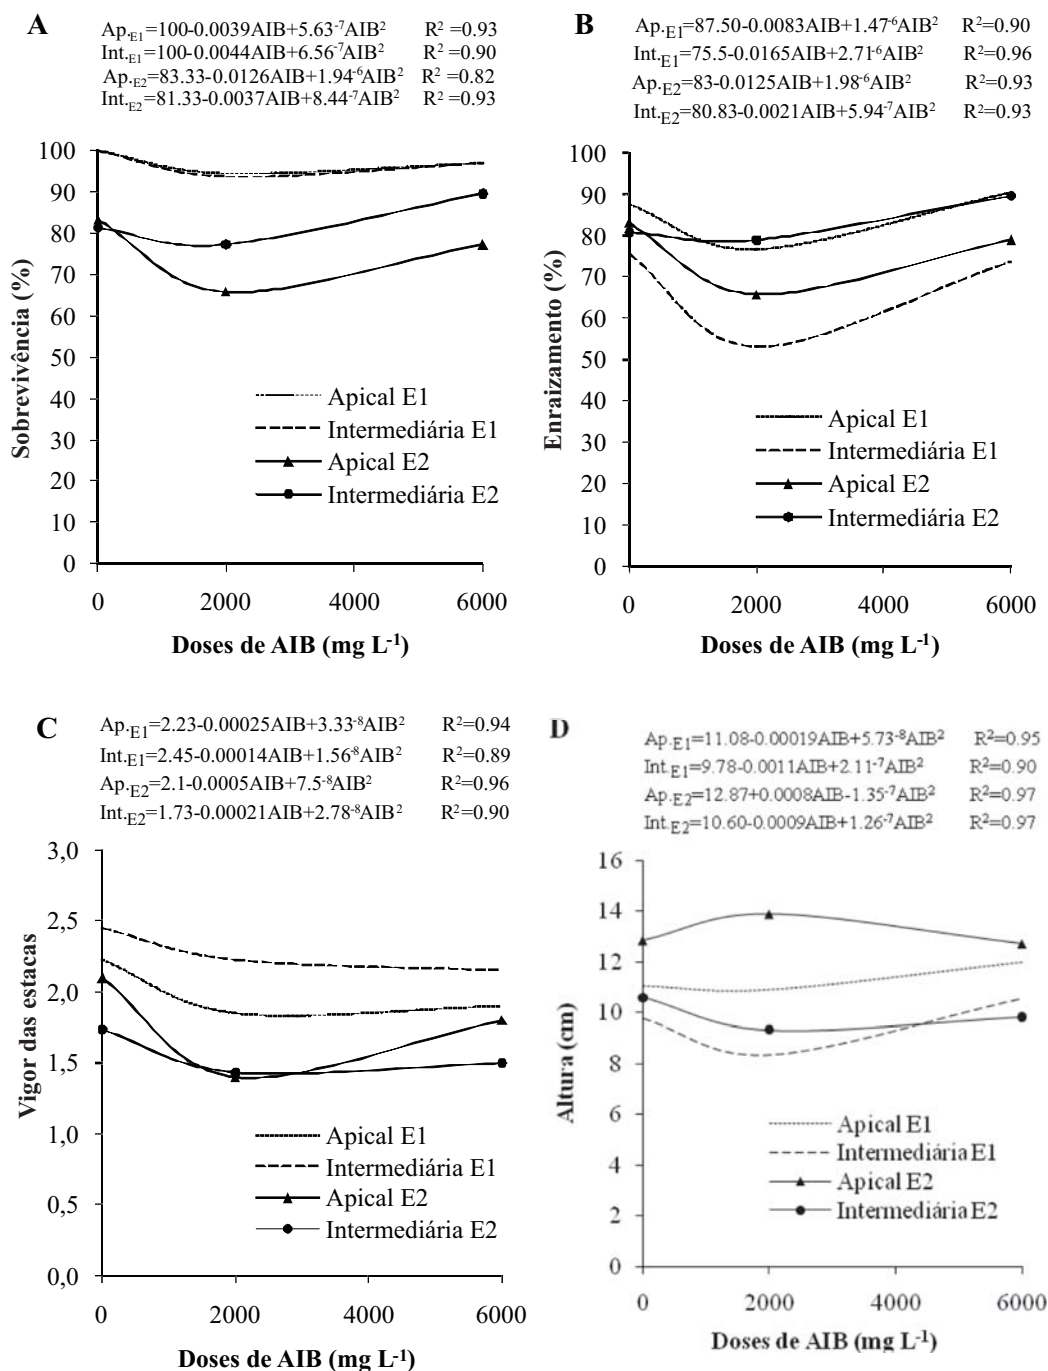 A
Ap.E1=100-0.0039AIB+5.63-7AIB2 R2 =0.93
Int.E1=100-0.0044AIB+6.56-7AIB2 R2 =0.90
Ap.E2=83.33-0.0126AIB+1.94-6AIB2 R2 =0.82
Int.E2=81.33-0.0037AIB+8.44-7AIB2 R2 =0.93
100
90
80
70
60
50
40
30
20
10
0
Sobrevivência (%)
Apical E1
Intermediária E1
Apical E2
Intermediária E2
0 2000 4000 6000
Doses de AIB (mg L-1)
B
Ap.E1=87.50-0.0083AIB+1.47-6AIB2 R2=0.90
Int.E1=75.5-0.0165AIB+2.71-6AIB2 R2=0.96
Ap.E2=83-0.0125AIB+1.98-6AIB2 R2=0.93
Int.E2=80.83-0.0021AIB+5.94-7AIB2 R2=0.93
100
90
80
70
60
50
40
30
20
10
0
Enraizamento (%)
Apical E1
Intermediária E1
Apical E2
Intermediária E2
0 2000 4000 6000
Doses de AIB (mg L-1)
C
Ap.E1=2.23-0.00025AIB+3.33-8AIB2 R2=0.94
Int.E1=2.45-0.00014AIB+1.56-8AIB2 R2=0.89
Ap.E2=2.1-0.0005AIB+7.5-8AIB2 R2=0.96
Int.E2=1.73-0.00021AIB+2.78-8AIB2 R2=0.90
3,0
2,5
2,0
1,5
1,0
0,5
0,0
Vigor das estacas
Apical E1
Intermediária E1
Apical E2
Intermediária E2
0 2000 4000 6000
Doses de AIB (mg L-1)
D
Ap.E1=11.08-0.00019AIB+5.73-8AIB2 R2=0.95
Int.E1=9.78-0.0011AIB+2.11-7AIB2 R2=0.90
Ap.E2=12.87+0.0008AIB-1.35-7AIB2 R2=0.97
Int.E2=10.60-0.0009AIB+1.26-7AIB2 R2=0.97
16
14
12
10
8
6
4
2
0
Altura (cm)
Apical E1
Intermediária E1
Apical E2
Intermediária E2
0 2000 4000 6000
Doses de AIB (mg L-1)